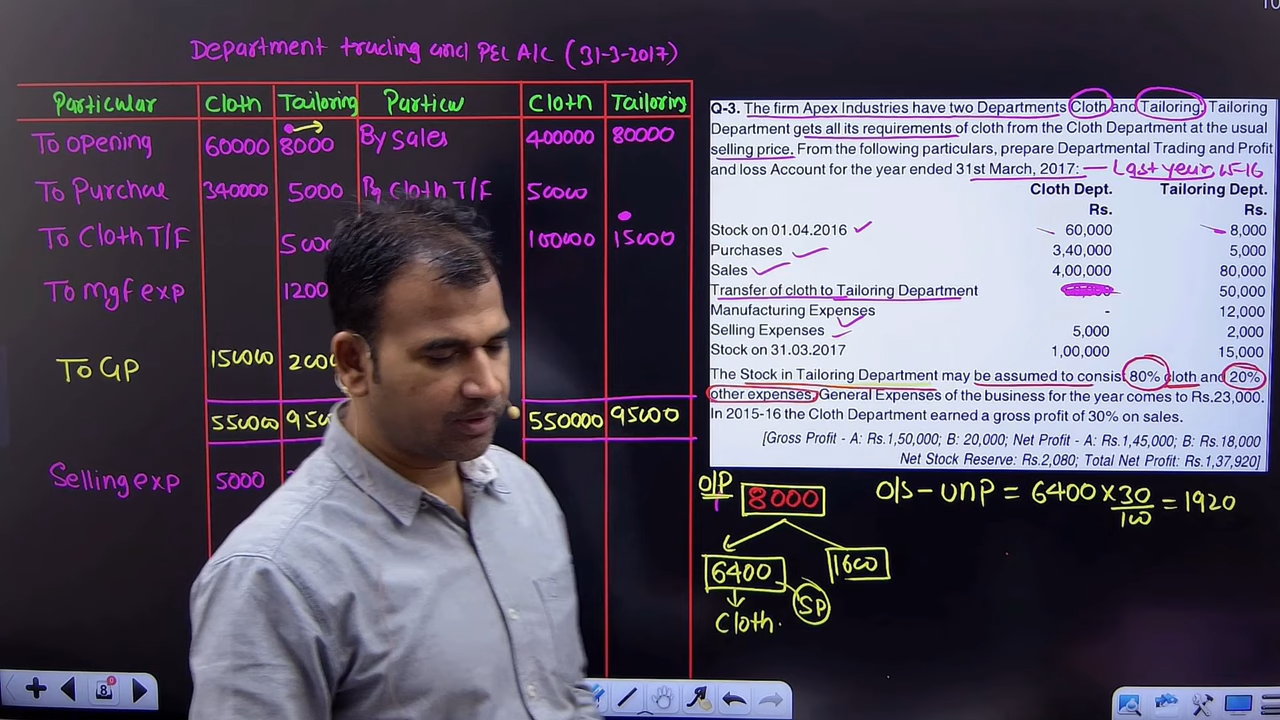 Department trading and P&L A/C (31-3-2017)
Particular Cloth Tailoring Particu Cloth Tailoring
To opening 60000 8000 By sales 400000 80000
To Purchae 340000 5000 By Cloth T/F 50000
To Cloth T/F 5000 100000 15000
To Mgf exp 1200
To GP 150000 2000
550000 9500 550000 95000
Selling exp 5000
Q-3. The firm Apex Industries have two Departments Cloth and Tailoring. Tailoring
Department gets all its requirements of cloth from the Cloth Department at the usual
selling price. From the following particulars, prepare Departmental Trading and Profit
and loss Account for the year ended 31st March, 2017: — Last year, 15-16
Cloth Dept. Tailoring Dept.
Rs. Rs.
Stock on 01.04.2016 60,000 8,000
Purchases 3,40,000 5,000
Sales 4,00,000 80,000
Transfer of cloth to Tailoring Department 50,000
Manufacturing Expenses - 12,000
Selling Expenses 5,000 2,000
Stock on 31.03.2017 1,00,000 15,000
The Stock in Tailoring Department may be assumed to consist 80% cloth and 20%
other expenses. General Expenses of the business for the year comes to Rs.23,000.
In 2015-16 the Cloth Department earned a gross profit of 30% on sales.
[Gross Profit - A: Rs.1,50,000; B: 20,000; Net Profit - A: Rs.1,45,000; B: Rs.18,000
Net Stock Reserve: Rs.2,080; Total Net Profit: Rs.1,37,920]
O/P 8000
O/S - UNP = 6400 × 30/100 = 1920
6400 1600
SP
Cloth.
8